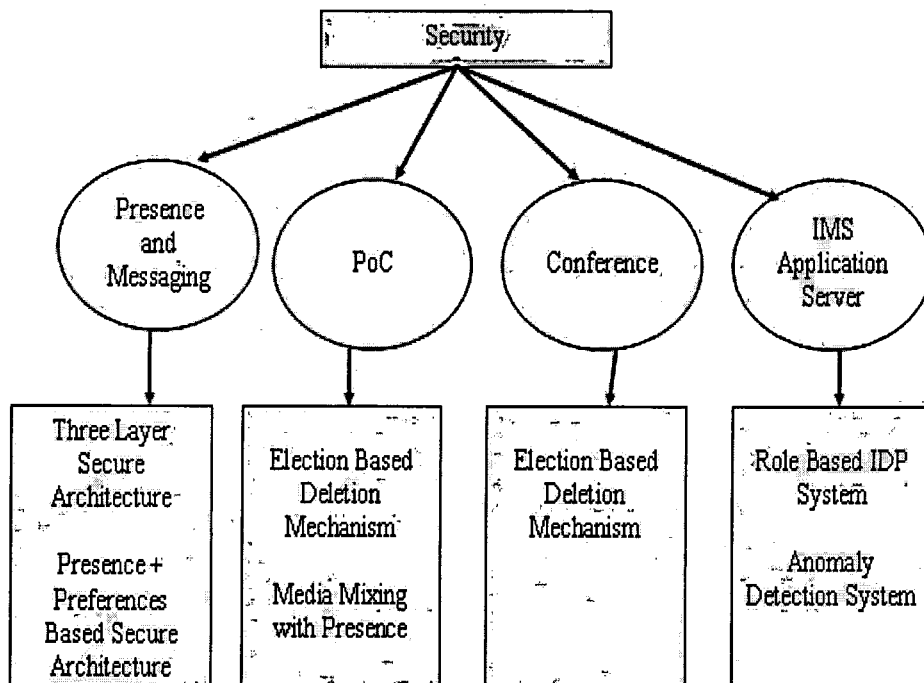 Security
Presence
and
Messaging
PoC
Conference
IMS
Application
Server
Three Layer
Secure
Architecture
Presence +
Preferences
Based Secure
Architecture
Election Based
Deletion
Mechanism
Media Mixing
with Presence
Election Based
Deletion
Mechanism
Role Based IDP
System
Anomaly
Detection System